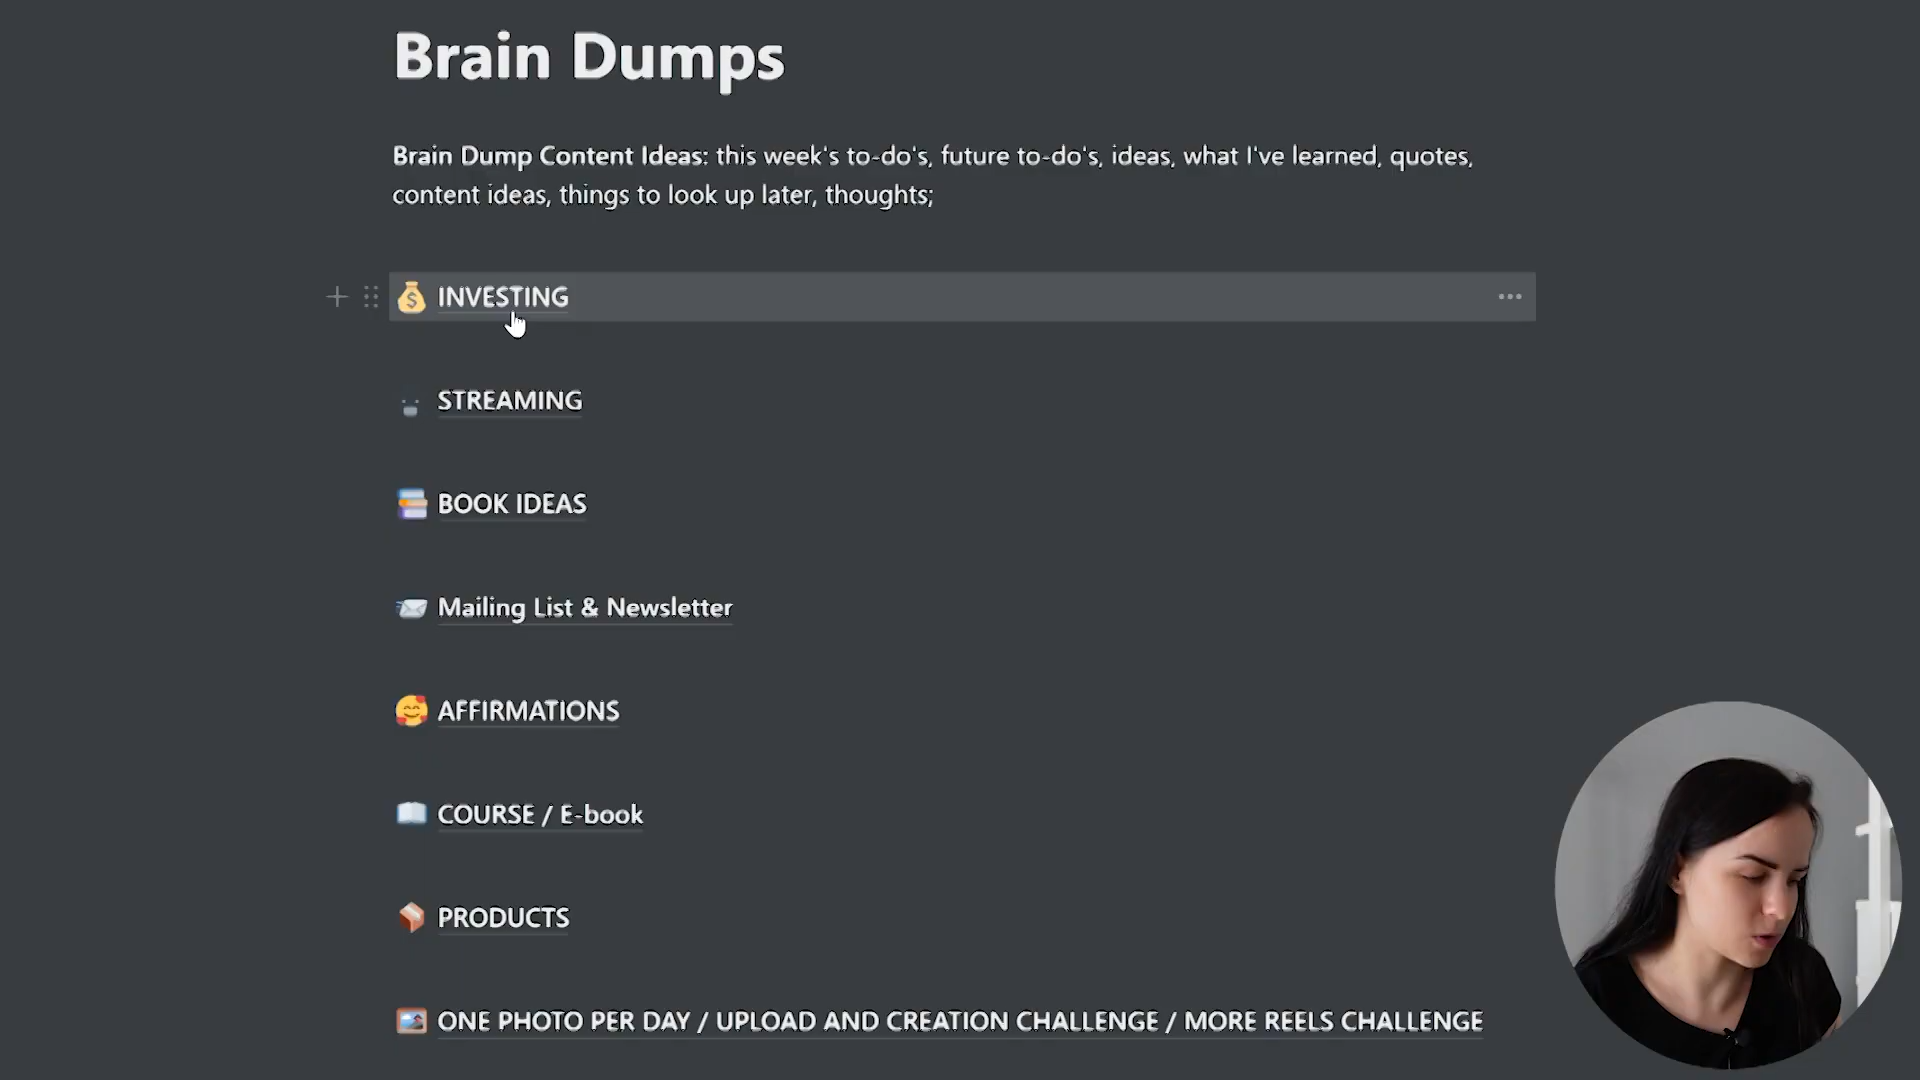 Brain Dumps
Brain Dump Content Ideas: this week's to-do's, future to-do's, ideas, what I've learned, quotes,
content ideas, things to look up later, thoughts;
INVESTING
STREAMING
BOOK IDEAS
Mailing List & Newsletter
AFFIRMATIONS
COURSE / E-book
PRODUCTS
ONE PHOTO PER DAY / UPLOAD AND CREATION CHALLENGE / MORE REELS CHALLENGE